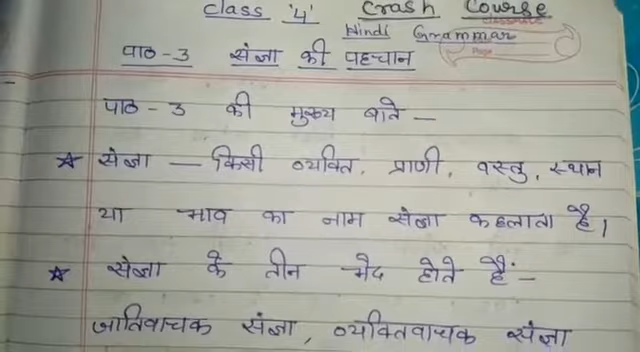 Class '4' Crash Course
Hindi Grammar
पाठ - 3 संज्ञा की पहचान
पाठ - 3 की मुख्य बातें -
☆ संज्ञा — किसी व्यक्ति, प्राणी, वस्तु, स्थान
या भाव का नाम संज्ञा कहलाता है।
☆ संज्ञा के तीन भेद होते हैं -
जातिवाचक संज्ञा, व्यक्तिवाचक संज्ञा